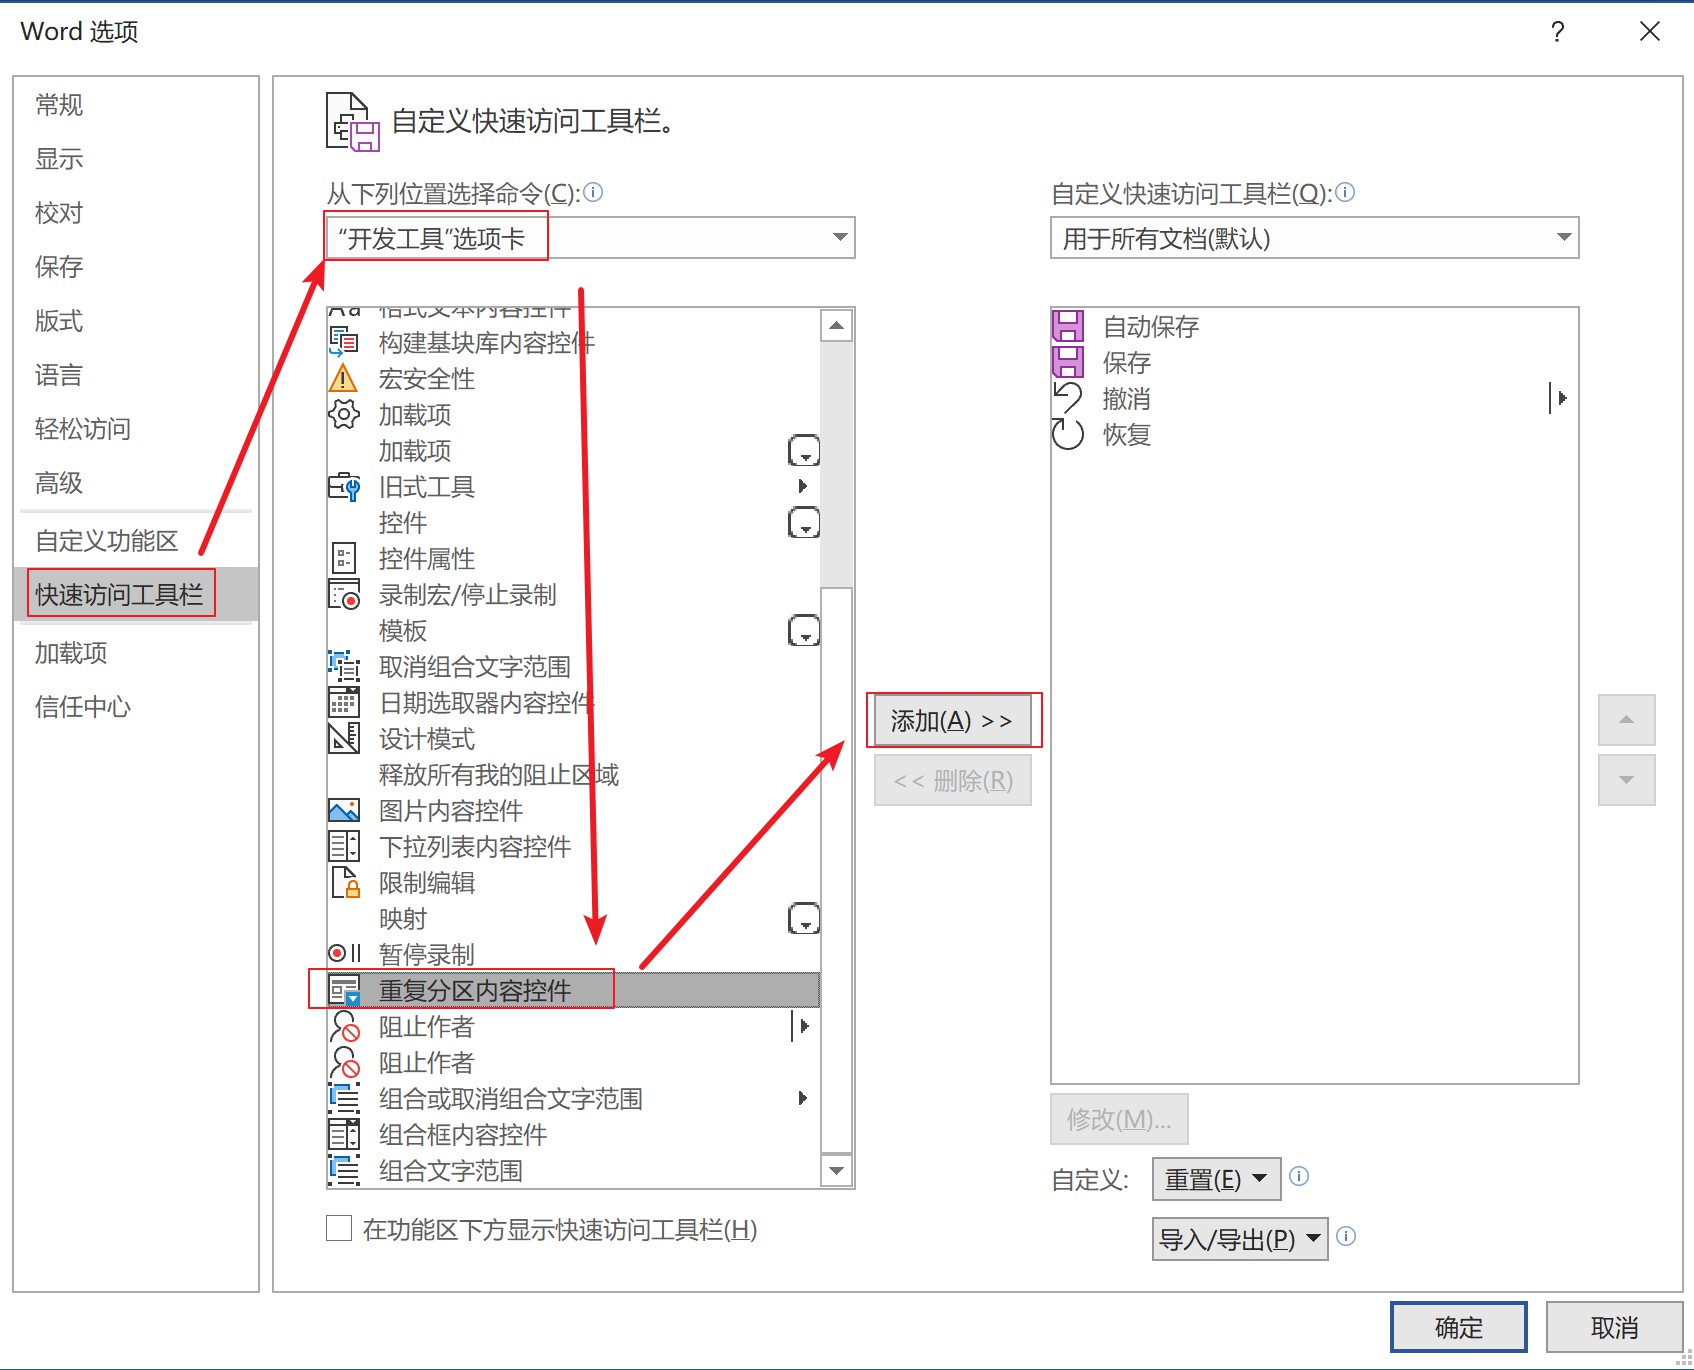 Word 选项
常规
显示
校对
保存
版式
语言
轻松访问
高级
自定义功能区
快速访问工具栏
加载项
信任中心
自定义快速访问工具栏。
从下列位置选择命令(C):
“开发工具”选项卡
格式文本内容控件
构建基块库内容控件
宏安全性
加载项
加载项
旧式工具
控件
控件属性
录制宏/停止录制
模板
取消组合文字范围
日期选取器内容控件
设计模式
释放所有我的阻止区域
图片内容控件
下拉列表内容控件
限制编辑
映射
暂停录制
重复分区内容控件
阻止作者
阻止作者
组合或取消组合文字范围
组合框内容控件
组合文字范围
在功能区下方显示快速访问工具栏(H)
添加(A) >>
<< 删除(R)
自定义快速访问工具栏(Q):
用于所有文档(默认)
自动保存
保存
撤消
恢复
修改(M)...
自定义: 重置(E)
导入/导出(P)
确定
取消